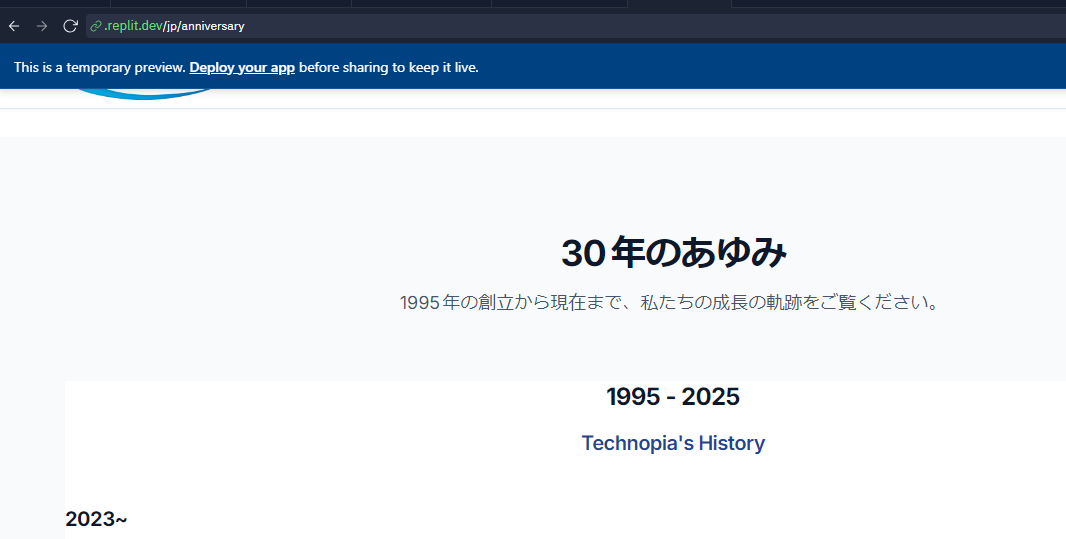 .replit.dev/jp/anniversary
This is a temporary preview. Deploy your app before sharing to keep it live.
30年のあゆみ
1995年の創立から現在まで、私たちの成長の軌跡をご覧ください。
1995 - 2025
Technopia's History
2023~